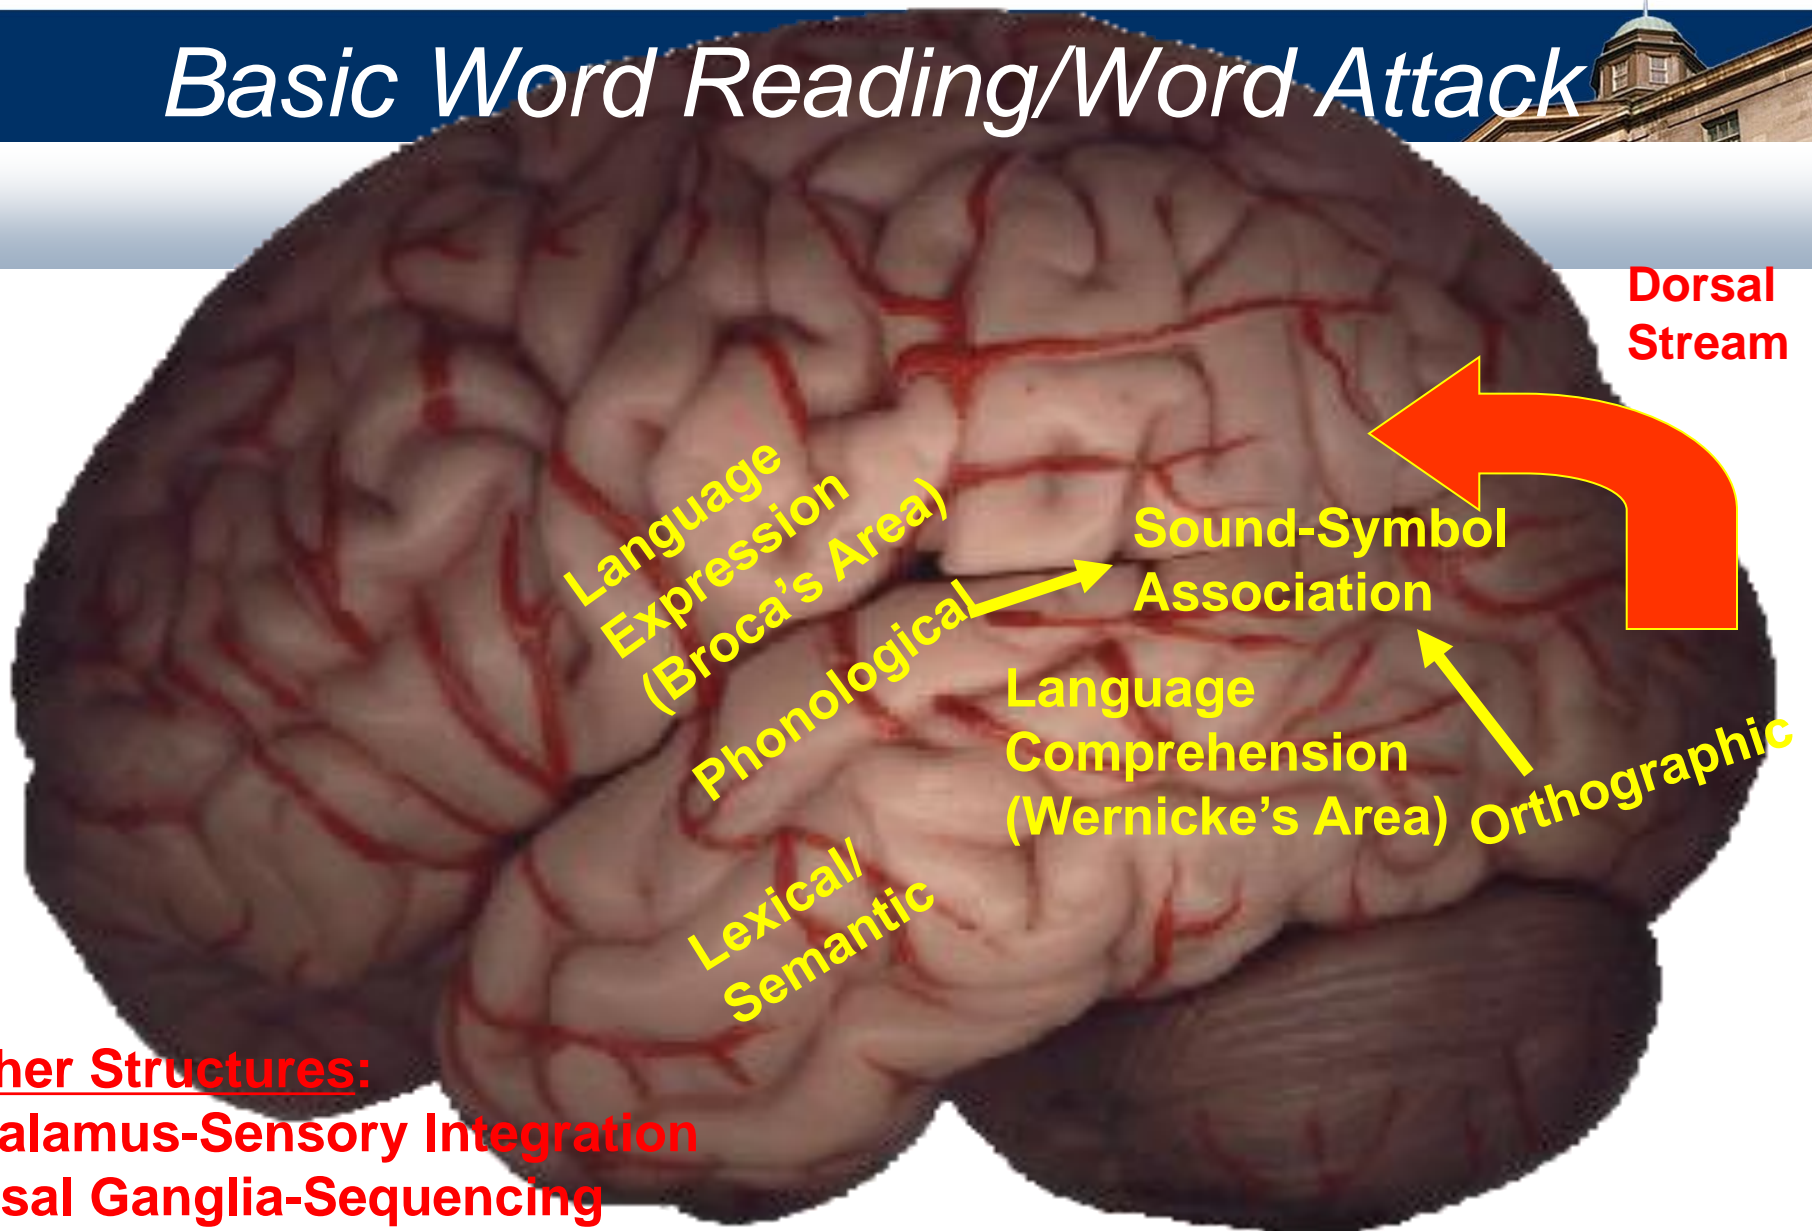 Basic Word Reading/Word Attack
Dorsal
Stream
Language
Expression
(Broca's Area)
Sound-Symbol
Association
Phonological
Language
Comprehension
(Wernicke's Area)
Orthographic
Lexical/
Semantic
her Structures:
alamus-Sensory Integration
sal Ganglia-Sequencing